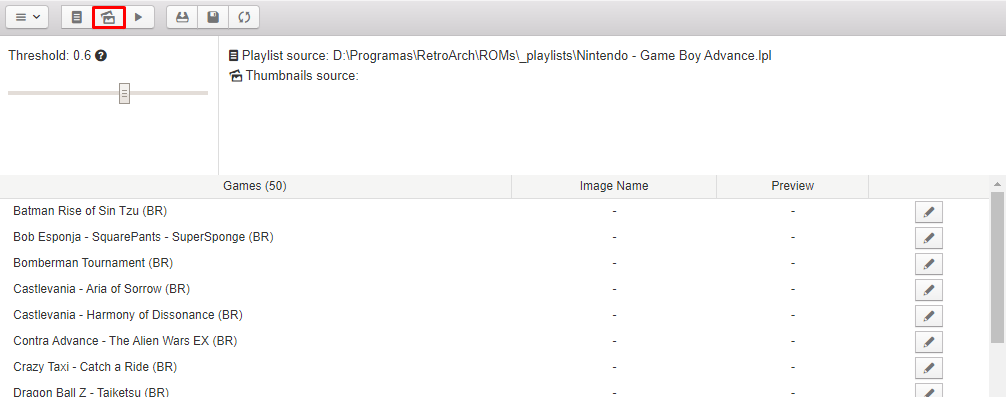 Threshold: 0.6
Playlist source: D:\Programas\RetroArch\ROMs\_playlists\Nintendo - Game Boy Advance.lpl
Thumbnails source:
Games (50) Image Name Preview
Batman Rise of Sin Tzu (BR) - -
Bob Esponja - SquarePants - SuperSponge (BR) - -
Bomberman Tournament (BR) - -
Castlevania - Aria of Sorrow (BR) - -
Castlevania - Harmony of Dissonance (BR) - -
Contra Advance - The Alien Wars EX (BR) - -
Crazy Taxi - Catch a Ride (BR) - -
Dragon Ball Z - Taiketsu (BR) - -